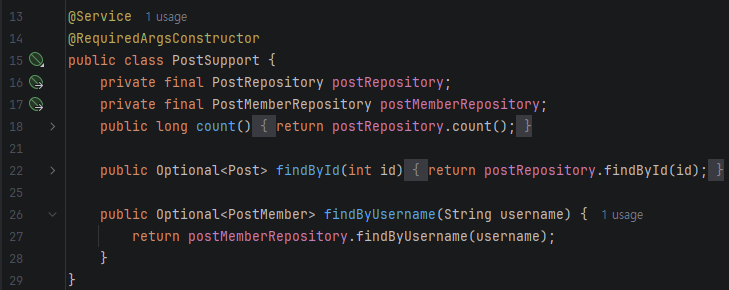 13 @Service 1 usage
14 @RequiredArgsConstructor
15 public class PostSupport {
16 private final PostRepository postRepository;
17 private final PostMemberRepository postMemberRepository;
18 public long count() { return postRepository.count(); }
21
22 public Optional<Post> findById(int id) { return postRepository.findById(id); }
25
26 public Optional<PostMember> findByUsername(String username) { 1 usage
27 return postMemberRepository.findByUsername(username);
28 }
29 }